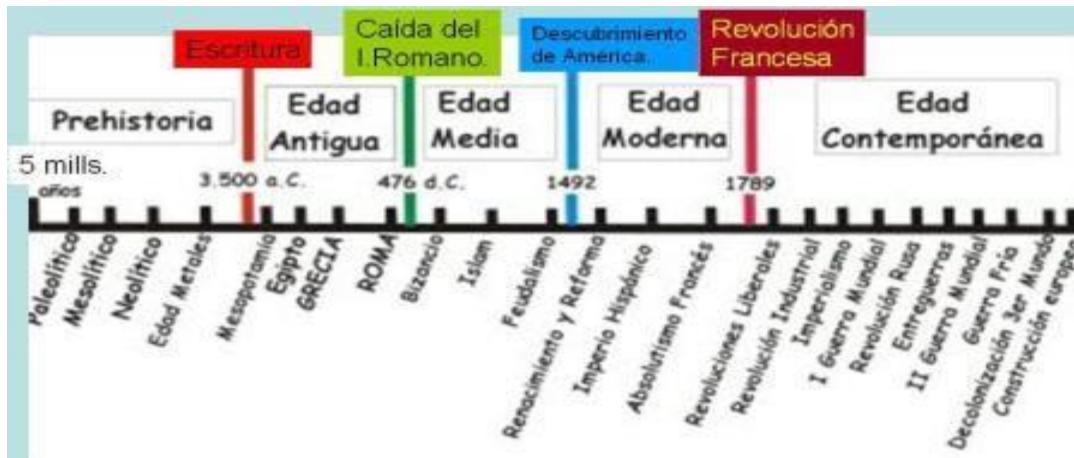 Escritura
Caída del
I.Romano.
Descubrimiento
de América.
Revolución
Francesa
Prehistoria
Edad
Antigua
Edad
Media
Edad
Moderna
Edad
Contemporánea
5 mills.
años
3.500 a.C.
476 d.C.
1492
1789
Paleolítico
Mesolítico
Neolítico
Edad Metales
Mesopotamia
Egipto
GRECIA
ROMA
Bizancio
Islam
Feudalismo
Renacimiento y Reforma
Imperio Hispánico
Absolutismo Francés
Revoluciones Liberales
Revolución Industrial
Imperialismo
I Guerra Mundial
Revolución Rusa
Entreguerras
II Guerra Mundial
Guerra Fría
Decolonización 3er Mundo
Construcción europea